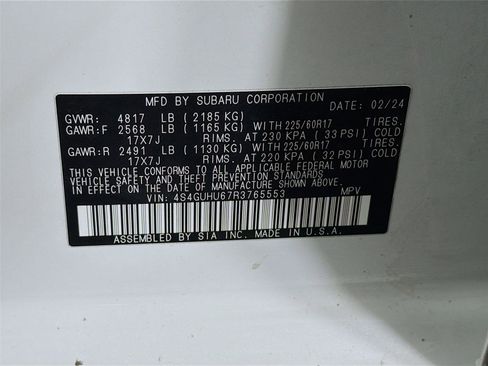 MFD BY SUBARU CORPORATION DATE: 02/24
GVWR: 4817 LB ( 2185 KG)
GAWR:F 2568 LB ( 1165 KG) WITH 225/60R17 TIRES.
17X7J RIMS. AT 230 KPA ( 33 PSI) COLD
GAWR:R 2491 LB ( 1130 KG) WITH 225/60R17 TIRES.
17X7J RIMS. AT 220 KPA ( 32 PSI) COLD
THIS VEHICLE CONFORMS TO ALL APPLICABLE FEDERAL MOTOR
VEHICLE SAFETY AND BUMPER STANDARDS
IN EFFECT ON THE DATE OF MANUFACTURE SHOWN ABOVE.
VIN: 4S4GUHU67R3765553 MPV
ASSEMBLED BY SIA INC. MADE IN U.S.A.